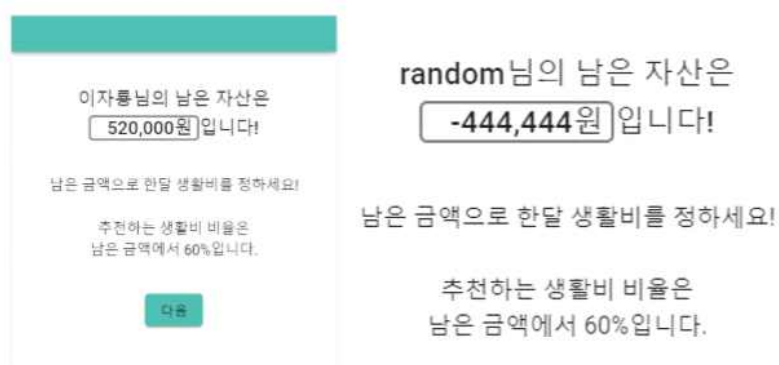 이자룡님의 남은 자산은
520,000원 입니다!
남은 금액으로 한달 생활비를 정하세요!
추천하는 생활비 비율은
남은 금액에서 60%입니다.
다음
random님의 남은 자산은
-444,444원 입니다!
남은 금액으로 한달 생활비를 정하세요!
추천하는 생활비 비율은
남은 금액에서 60%입니다.